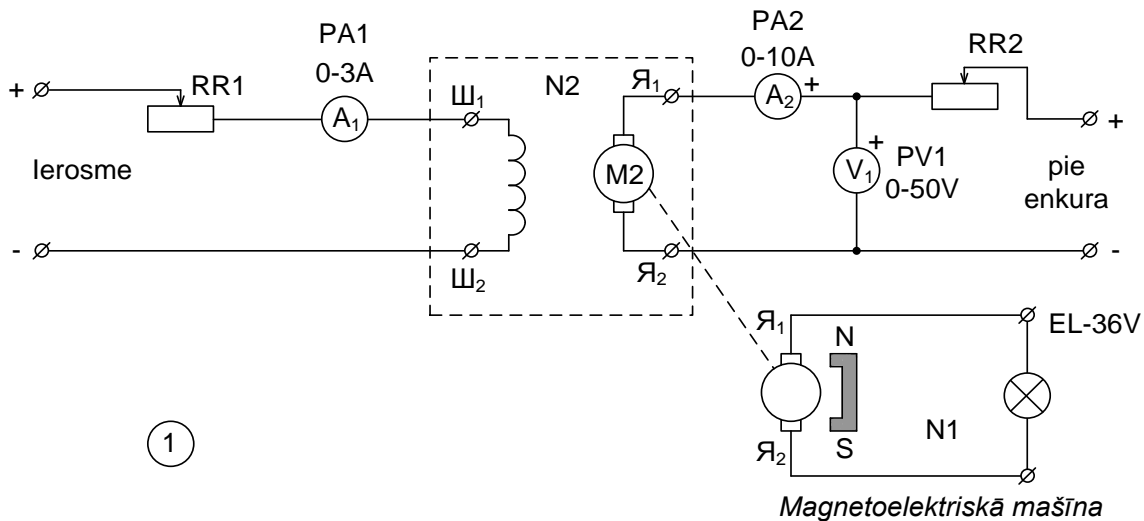 PA1
0-3A
PA2
0-10A
RR2
+
RR1
A₁
Ш₁
N2
Я₁
A₂
+
+
Ierosme
M2
+
V₁
PV1
0-50V
pie
enkura
-
Ш₂
Я₂
-
Я₁
EL-36V
N
S
N1
Я₂
1
Magnetoelektriskā mašīna